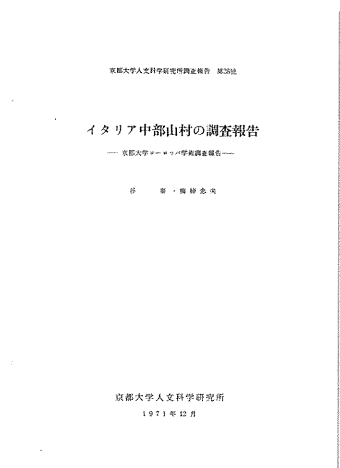 京都大学人文科学研究所調査報告 第28號
イタリア中部山村の調査報告
── 京都大学ヨーロッパ学術調査報告 ──
谷 泰・梅棹忠夫
京都大学人文科学研究所
1971年12月